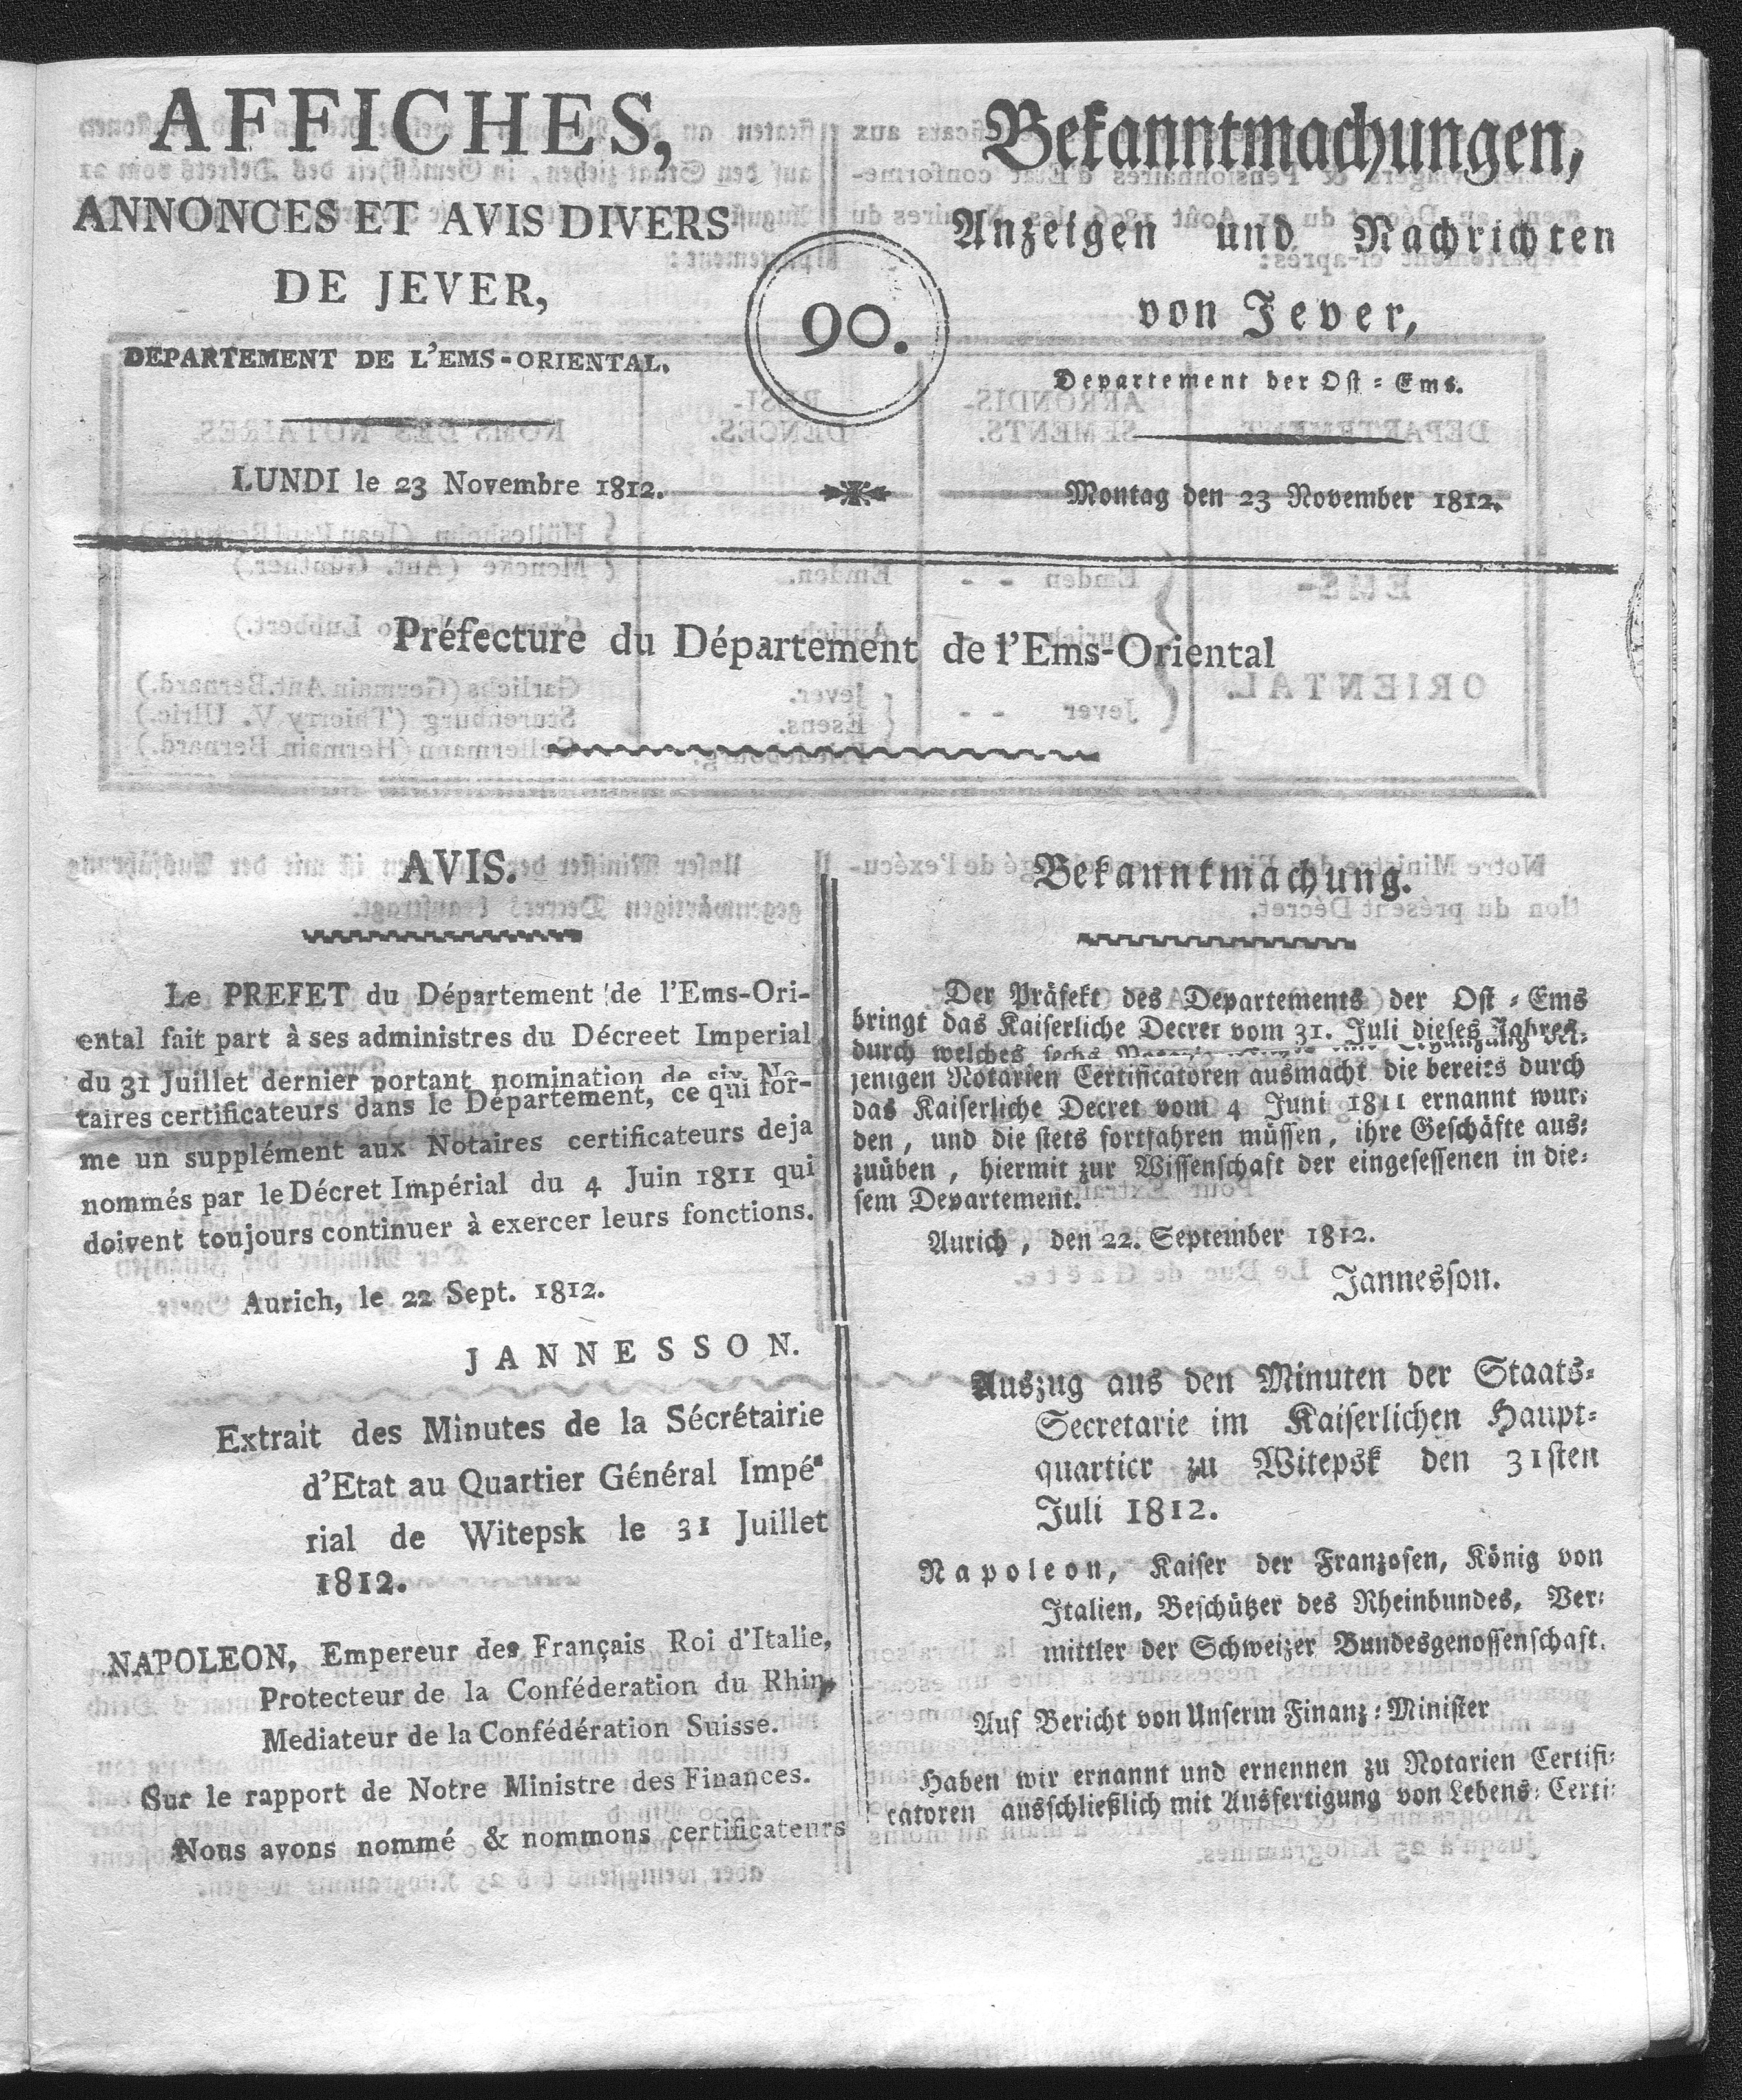 AFFICHES,
ANNONCES ET AVIS DIVERS
DE JEVER,
DEPARTEMENT DE L'EMS-ORIENTAL.
LUNDI le 23 Novembre 1812.
90.
Bekanntmachungen,
Anzeigen und Nachrichten
von Jever,
Departement der Ost-Ems.
Montag den 23 November 1812.
Préfecture du Département de l'Ems-Oriental
AVIS.
Le PREFET du Département de l'Ems-Ori-
ental fait part à ses administres du Décreet Imperial
du 31 Juillet dernier portant nomination de six No-
taires certificateurs dans le Département, ce qui for-
me un supplément aux Notaires certificateurs deja
nommés par le Décret Impérial du 4 Juin 1811 qui
doivent toujours continuer à exercer leurs fonctions.
Aurich, le 22 Sept. 1812.
JANNESSON.
Extrait des Minutes de la Sécrétairie
d'Etat au Quartier Général Impé-
rial de Witepsk le 31 Juillet
1812.
NAPOLEON, Empereur des Français Roi d'Italie,
Protecteur de la Conféderation du Rhin,
Mediateur de la Confédération Suisse.
Sur le rapport de Notre Ministre des Finances.
Nous avons nommé & nommons certificateurs
Bekanntmachung.
Der Präfekt des Departements der Ost-Ems
bringt das Kaiserliche Decret vom 31. Juli dieses Jahres,
durch welches sechs
jenigen Notarien Certificatoren ausmacht die bereits durch
das Kaiserliche Decret vom 4 Juni 1811 ernannt wur-
den, und die stets fortfahren müssen, ihre Geschäfte aus-
zuüben, hiermit zur Wissenschaft der eingesessenen in die-
sem Departement.
Aurich, den 22. September 1812.
Jannesson.
Auszug aus den Minuten der Staats-
Secretarie im Kaiserlichen Haupt-
quartier zu Witepsk den 31sten
Juli 1812.
Napoleon, Kaiser der Franzosen, König von
Italien, Beschützer des Rheinbundes, Ver-
mittler der Schweizer Bundesgenossenschaft.
Auf Bericht von Unserm Finanz-Minister
Haben wir ernannt und ernennen zu Notarien Certifi-
catoren ausschließlich mit Ausfertigung von Lebens-Certi-